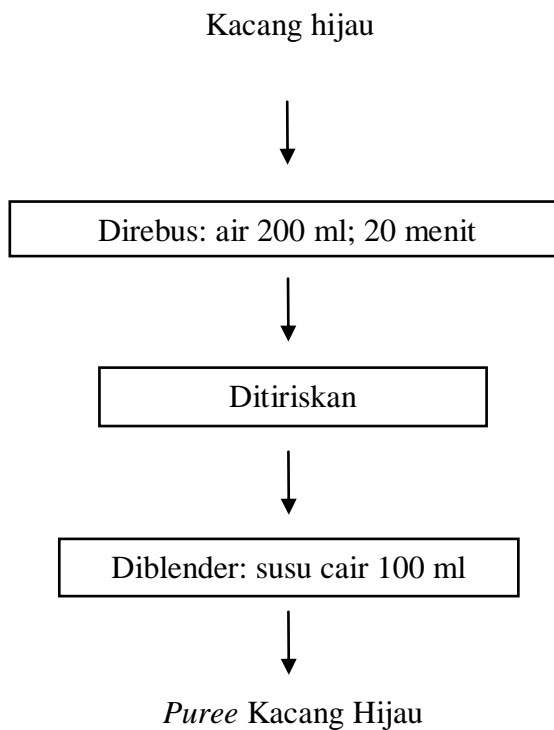 Kacang hijau
Direbus: air 200 ml; 20 menit
Ditiriskan
Diblender: susu cair 100 ml
Puree Kacang Hijau